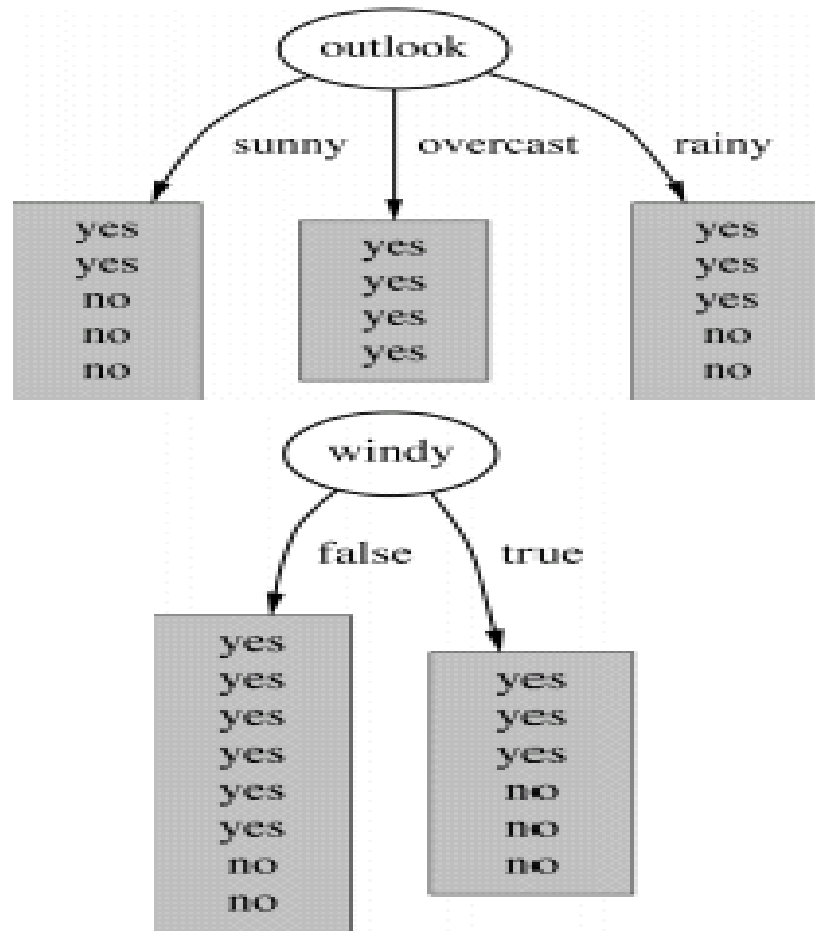 outlook
sunny overcast rainy
yes
yes
no
no
no
yes
yes
yes
yes
yes
yes
yes
no
no
windy
false true
yes
yes
yes
yes
yes
yes
no
no
yes
yes
yes
no
no
no